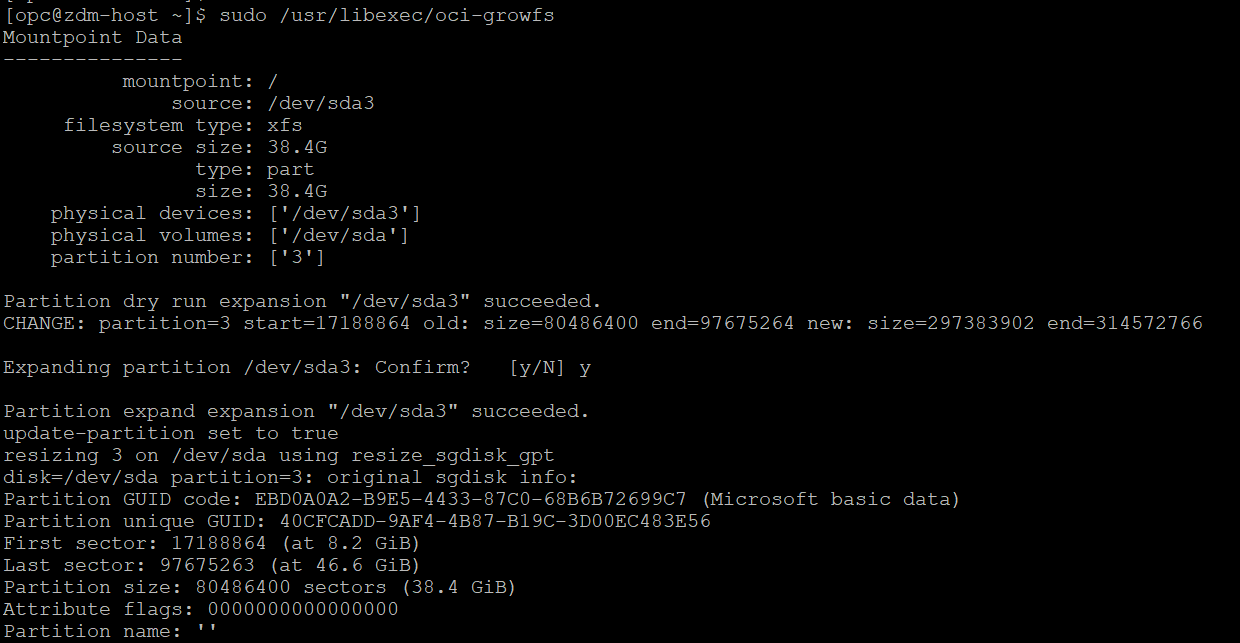 [opc@zdm-host ~]$ sudo /usr/libexec/oci-growfs
Mountpoint Data
---------------
          mountpoint: /
              source: /dev/sda3
     filesystem type: xfs
         source size: 38.4G
                type: part
                size: 38.4G
    physical devices: ['/dev/sda3']
    physical volumes: ['/dev/sda']
    partition number: ['3']

Partition dry run expansion "/dev/sda3" succeeded.
CHANGE: partition=3 start=17188864 old: size=80486400 end=97675264 new: size=297383902 end=314572766

Expanding partition /dev/sda3: Confirm?   [y/N] y

Partition expand expansion "/dev/sda3" succeeded.
update-partition set to true
resizing 3 on /dev/sda using resize_sgdisk_gpt
disk=/dev/sda partition=3: original sgdisk info:
Partition GUID code: EBD0A0A2-B9E5-4433-87C0-68B6B72699C7 (Microsoft basic data)
Partition unique GUID: 40CFCADD-9AF4-4B87-B19C-3D00EC483E56
First sector: 17188864 (at 8.2 GiB)
Last sector: 97675263 (at 46.6 GiB)
Partition size: 80486400 sectors (38.4 GiB)
Attribute flags: 0000000000000000
Partition name: ''